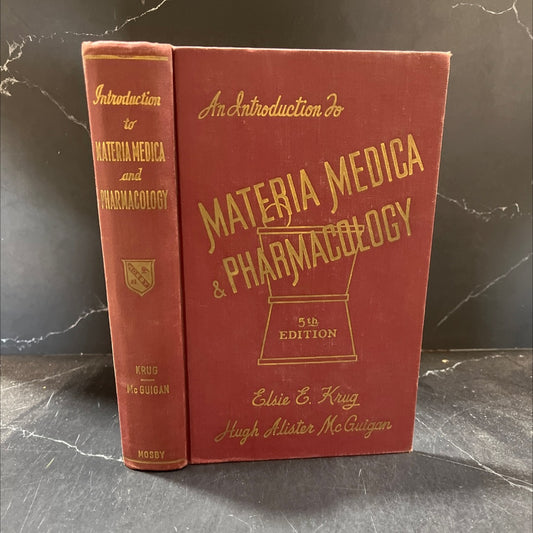 Introduction
to
MATERIA MEDICA
and
PHARMACOLOGY
KRUG
McGUIGAN
MOSBY
An Introduction To
MATERIA MEDICA
& PHARMACOLOGY
5th
EDITION
Elsie E. Krug
Hugh Alister McGuigan